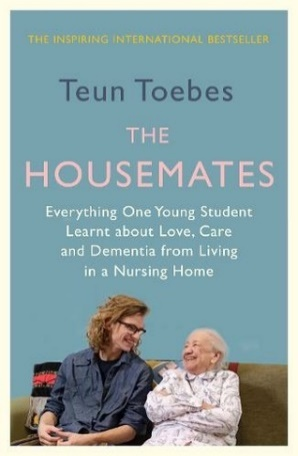 THE INSPIRING INTERNATIONAL BESTSELLER
Teun Toebes
THE
HOUSEMATES
Everything One Young Student
Learnt about Love, Care
and Dementia from Living
in a Nursing Home